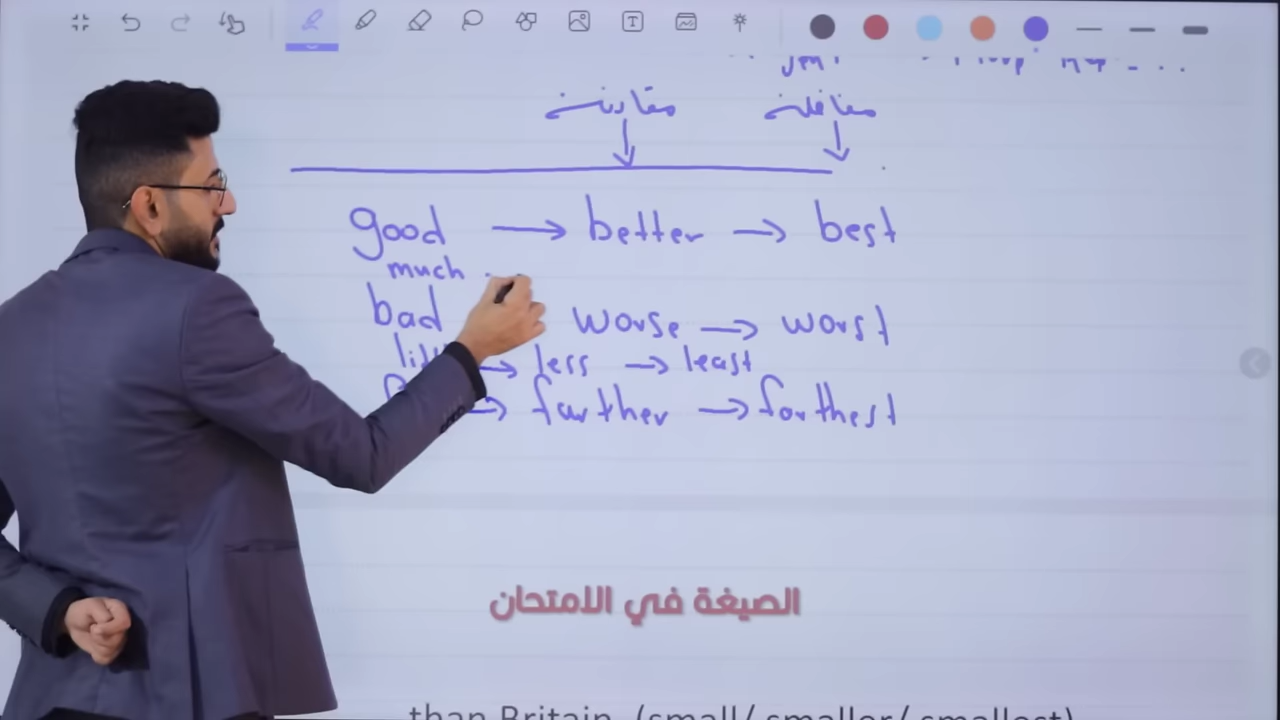 مقارنة مفاضلة
good → better → best
much
bad worse → worst
→ less → least
→ farther → farthest
الصيغة في الامتحان
than Britain. (small/ smaller/ smallest)